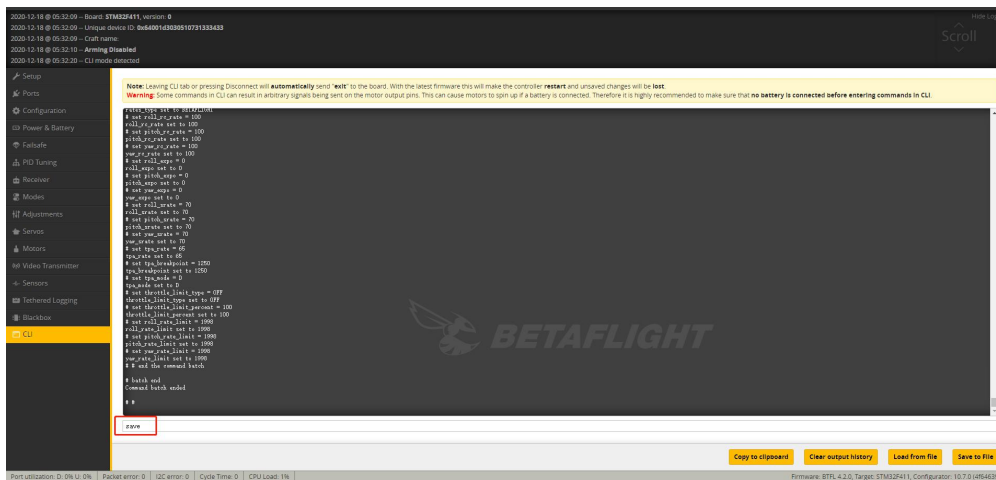 2020-12-18 @ 05:32:09 -- Board: STM32F411, version: 0
Hide Log
2020-12-18 @ 05:32:09 -- Unique device ID: 0x64001d3030510731333433
2020-12-18 @ 05:32:09 -- Craft name:
2020-12-18 @ 05:32:10 -- Arming Disabled
2020-12-18 @ 05:32:20 -- CLI mode detected
Scroll
Setup
Ports
Configuration
Power & Battery
Failsafe
PID Tuning
Receiver
Modes
Adjustments
Servos
Motors
Video Transmitter
Sensors
Tethered Logging
Blackbox
CLI
Note: Leaving CLI tab or pressing Disconnect will automatically send "exit" to the board. With the latest firmware this will make the controller restart and unsaved changes will be lost.
Warning: Some commands in CLI can result in arbitrary signals being sent on the motor output pins. This can cause motors to spin up if a battery is connected. Therefore it is highly recommended to make sure that no battery is connected before entering commands in CLI.
rates_type set to BETAFLIGHT
# set roll_rc_rate = 100
roll_rc_rate set to 100
# set pitch_rc_rate = 100
pitch_rc_rate set to 100
# set yaw_rc_rate = 100
yaw_rc_rate set to 100
# set roll_expo = 0
roll_expo set to 0
# set pitch_expo = 0
pitch_expo set to 0
# set yaw_expo = 0
yaw_expo set to 0
# set roll_srate = 70
roll_srate set to 70
# set pitch_srate = 70
pitch_srate set to 70
# set yaw_srate = 70
yaw_srate set to 70
# set tpa_rate = 65
tpa_rate set to 65
# set tpa_breakpoint = 1250
tpa_breakpoint set to 1250
# set tpa_mode = D
tpa_mode set to D
# set throttle_limit_type = OFF
throttle_limit_type set to OFF
# set throttle_limit_percent = 100
throttle_limit_percent set to 100
# set roll_rate_limit = 1998
roll_rate_limit set to 1998
# set pitch_rate_limit = 1998
pitch_rate_limit set to 1998
# set yaw_rate_limit = 1998
yaw_rate_limit set to 1998
# # end the command batch
# batch end
Command batch ended
# #
BETAFLIGHT
save
Copy to clipboard
Clear output history
Load from file
Save to File
Port utilization: D: 0% U: 0%
Packet error: 0
I2C error: 0
Cycle Time: 0
CPU Load: 1%
Firmware: BTFL 4.2.0, Target: STM32F411, Configurator: 10.7.0